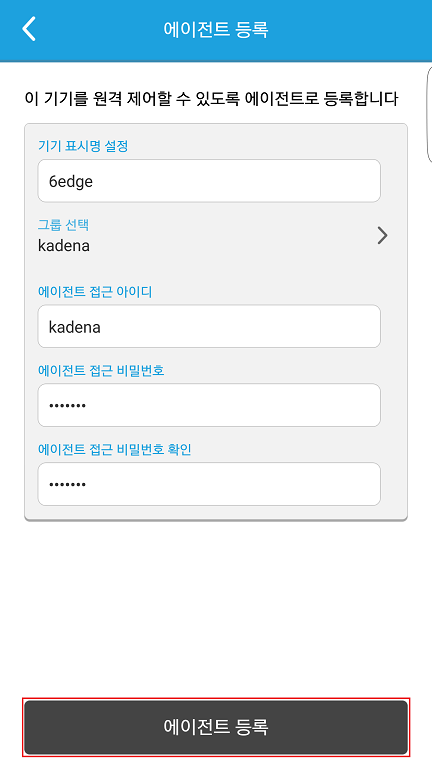 에이전트 등록
이 기기를 원격 제어할 수 있도록 에이전트로 등록합니다
기기 표시명 설정
6edge
그룹 선택
kadena
에이전트 접근 아이디
kadena
에이전트 접근 비밀번호
•••••••
에이전트 접근 비밀번호 확인
•••••••
에이전트 등록